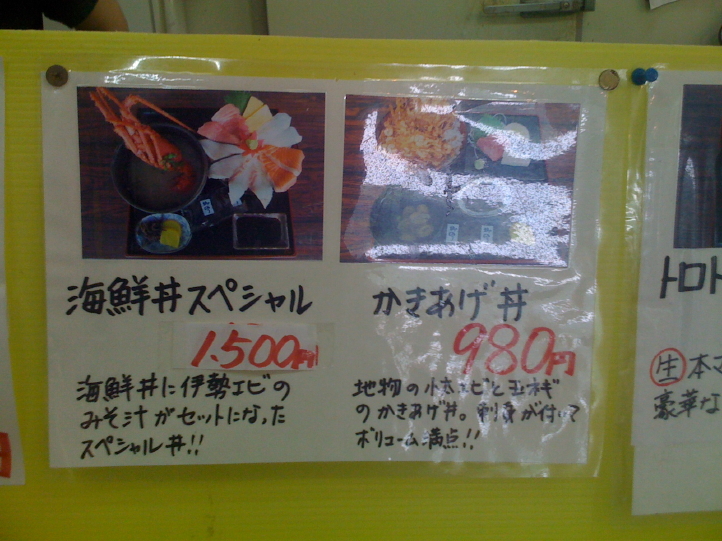 海鮮丼スペシャル
1.500円
海鮮丼に伊勢エビの
みそ汁がセットになった
スペシャル丼!!
かきあげ丼
980円
地物の小エビと玉ネギ
のかきあげ丼。刺身が付いて
ボリューム満点!!
トロト
生本マ
豪華な